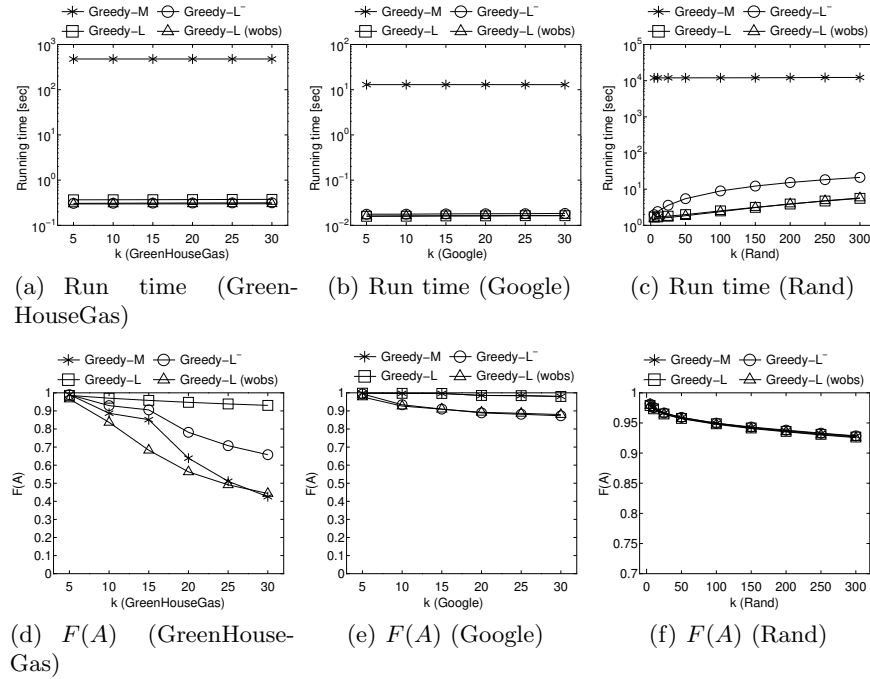 Greedy-M Greedy-L⁻
Greedy-L Greedy-L (wobs)
10³
10²
10¹
10⁰
10⁻¹
Running time [sec]
5 10 15 20 25 30
k (GreenHouseGas)
(a) Run time (Green-
HouseGas)
Greedy-M Greedy-L⁻
Greedy-L Greedy-L (wobs)
10²
10¹
10⁰
10⁻¹
10⁻²
Running time [sec]
5 10 15 20 25 30
k (Google)
(b) Run time (Google)
Greedy-M Greedy-L⁻
Greedy-L Greedy-L (wobs)
10⁵
10⁴
10³
10²
10¹
10⁰
Running time [sec]
0 50 100 150 200 250 300
k (Rand)
(c) Run time (Rand)
Greedy-M Greedy-L⁻
Greedy-L Greedy-L (wobs)
1
0.9
0.8
0.7
0.6
0.5
0.4
0.3
0.2
0.1
0
F(A)
5 10 15 20 25 30
k (GreenHouseGas)
(d) F(A) (GreenHouse-
Gas)
Greedy-M Greedy-L⁻
Greedy-L Greedy-L (wobs)
1
0.9
0.8
0.7
0.6
0.5
0.4
0.3
0.2
0.1
0
F(A)
5 10 15 20 25 30
k (Google)
(e) F(A) (Google)
Greedy-M Greedy-L⁻
Greedy-L Greedy-L (wobs)
1
0.95
0.9
0.85
0.8
0.75
0.7
F(A)
0 50 100 150 200 250 300
k (Rand)
(f) F(A) (Rand)